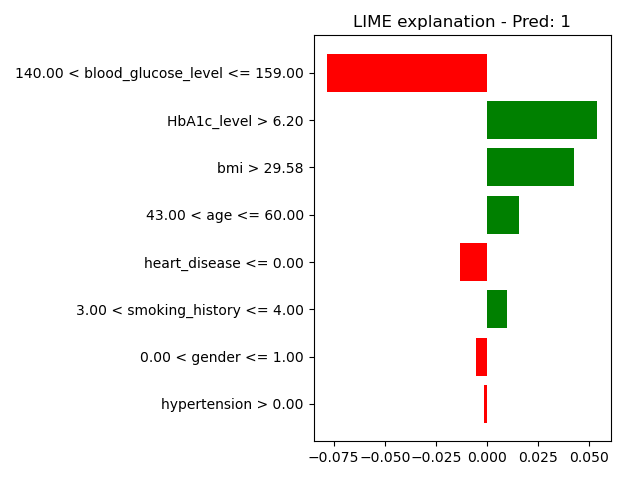 LIME explanation - Pred: 1
140.00 < blood_glucose_level <= 159.00
HbA1c_level > 6.20
bmi > 29.58
43.00 < age <= 60.00
heart_disease <= 0.00
3.00 < smoking_history <= 4.00
0.00 < gender <= 1.00
hypertension > 0.00
−0.075 −0.050 −0.025 0.000 0.025 0.050